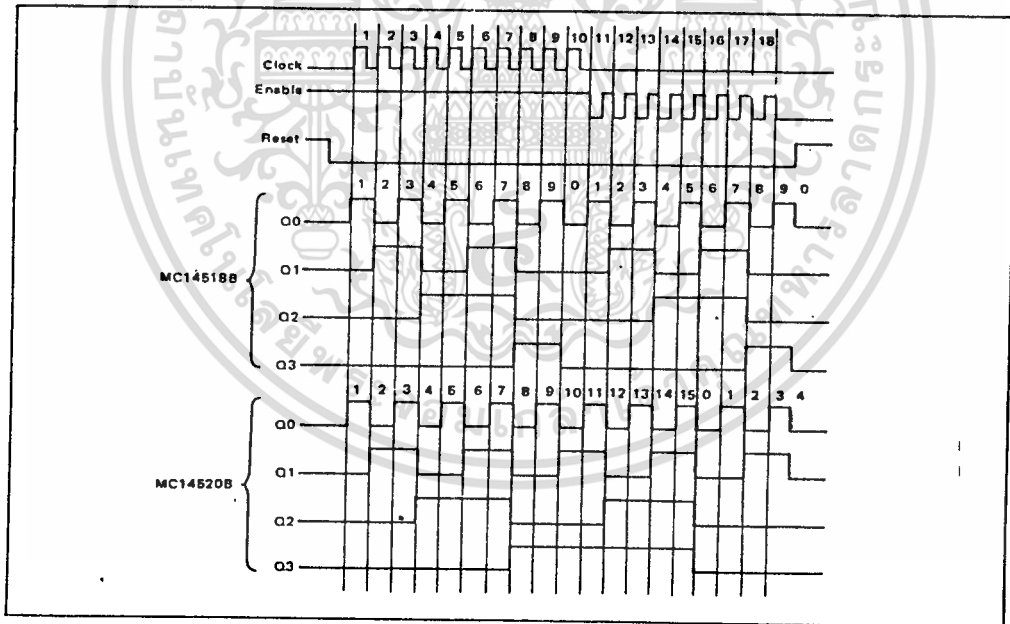 1 2 3 4 5 6 7 8 9 10 11 12 13 14 15 16 17 18
Clock
Enable
Reset
1 2 3 4 5 6 7 8 9 0 1 2 3 4 5 6 7 8 9 0
Q0
Q1
MC14518B
Q2
Q3
1 2 3 4 5 6 7 8 9 10 11 12 13 14 15 0 1 2 3 4
Q0
Q1
MC14520B
Q2
Q3